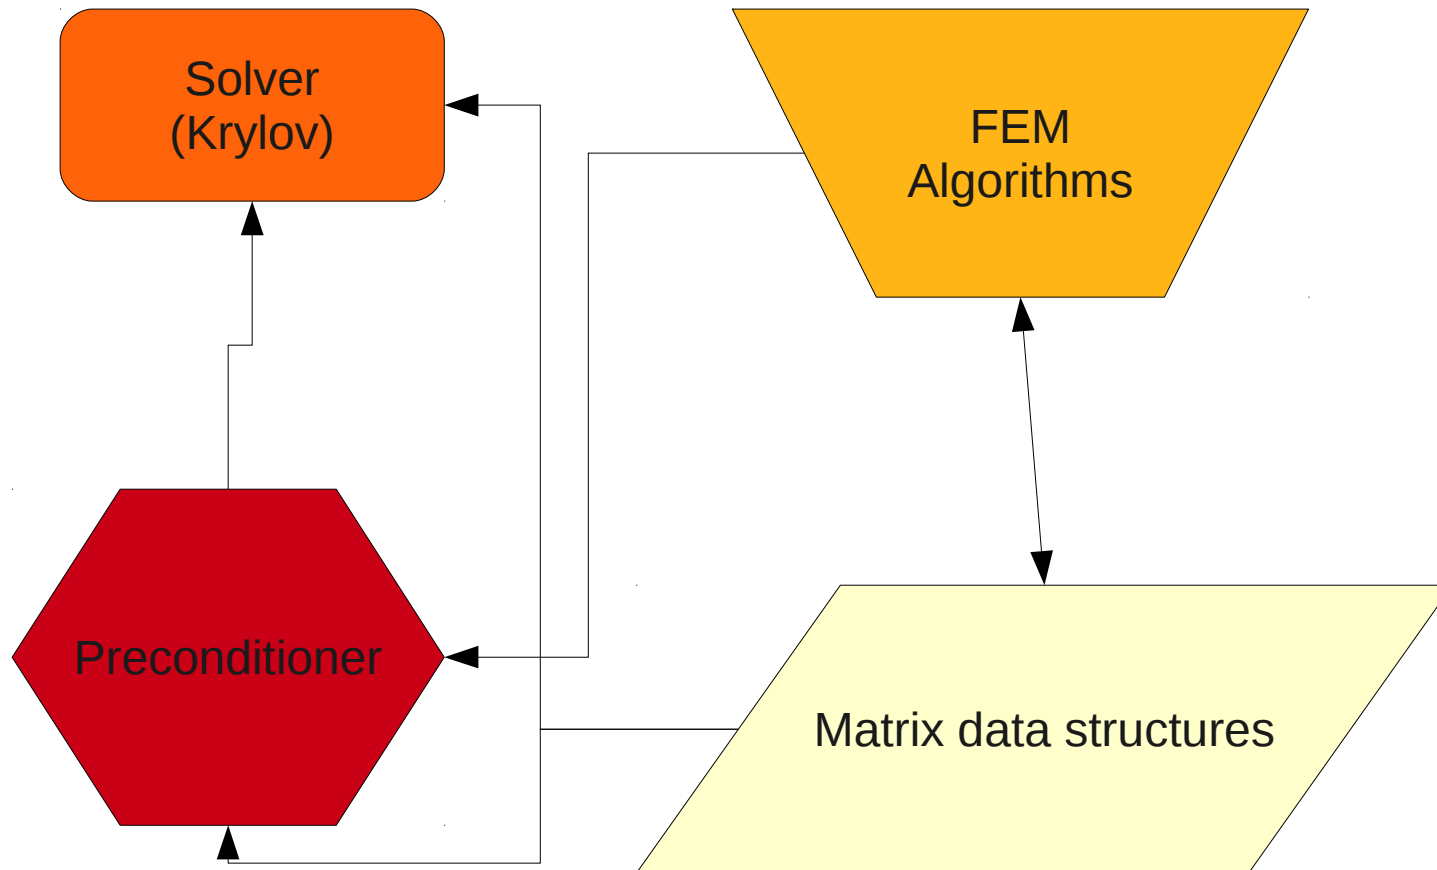 Solver
(Krylov)
FEM
Algorithms
Preconditioner
Matrix data structures